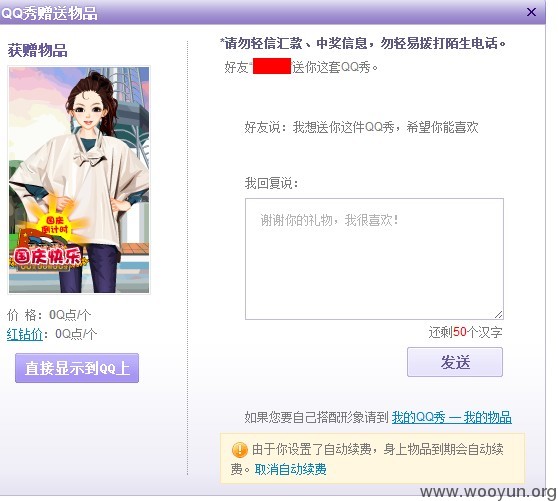 QQ秀赠送物品
×
获赠物品
国庆
倒计时
国庆快乐
价 格：0Q点/个
红钻价：0Q点/个
直接显示到QQ上
*请勿轻信汇款、中奖信息，勿轻易拨打陌生电话。
好友"送你这套QQ秀。
好友说：我想送你这件QQ秀，希望你能喜欢
我回复说：
谢谢你的礼物，我很喜欢！
还剩50个汉字
发送
如果您要自己搭配形象请到 我的QQ秀 — 我的物品
由于你设置了自动续费，身上物品到期会自动续
费。取消自动续费
www.wooyun.org